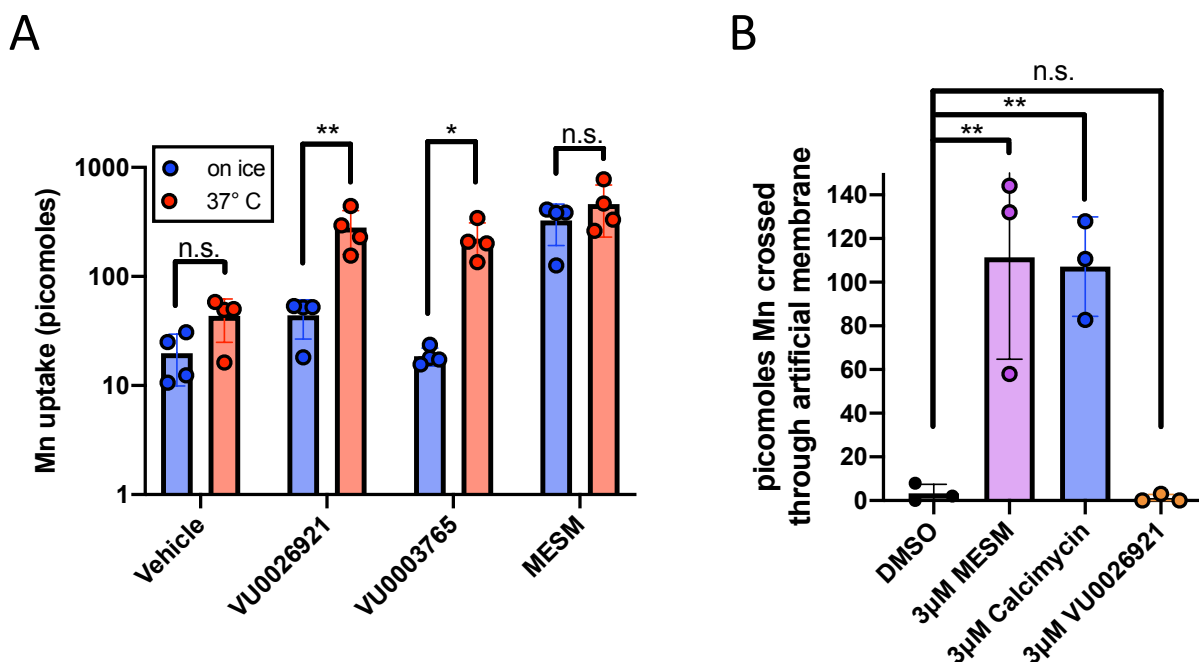 A
B
Mn uptake (picomoles)
1000
100
10
1
on ice
37° C
n.s.
**
*
n.s.
Vehicle
VU0026921
VU0003765
MESM
picomoles Mn crossed
through artificial membrane
140
120
100
80
60
40
20
0
n.s.
**
**
DMSO
3µM MESM
3µM Calcimycin
3µM VU0026921